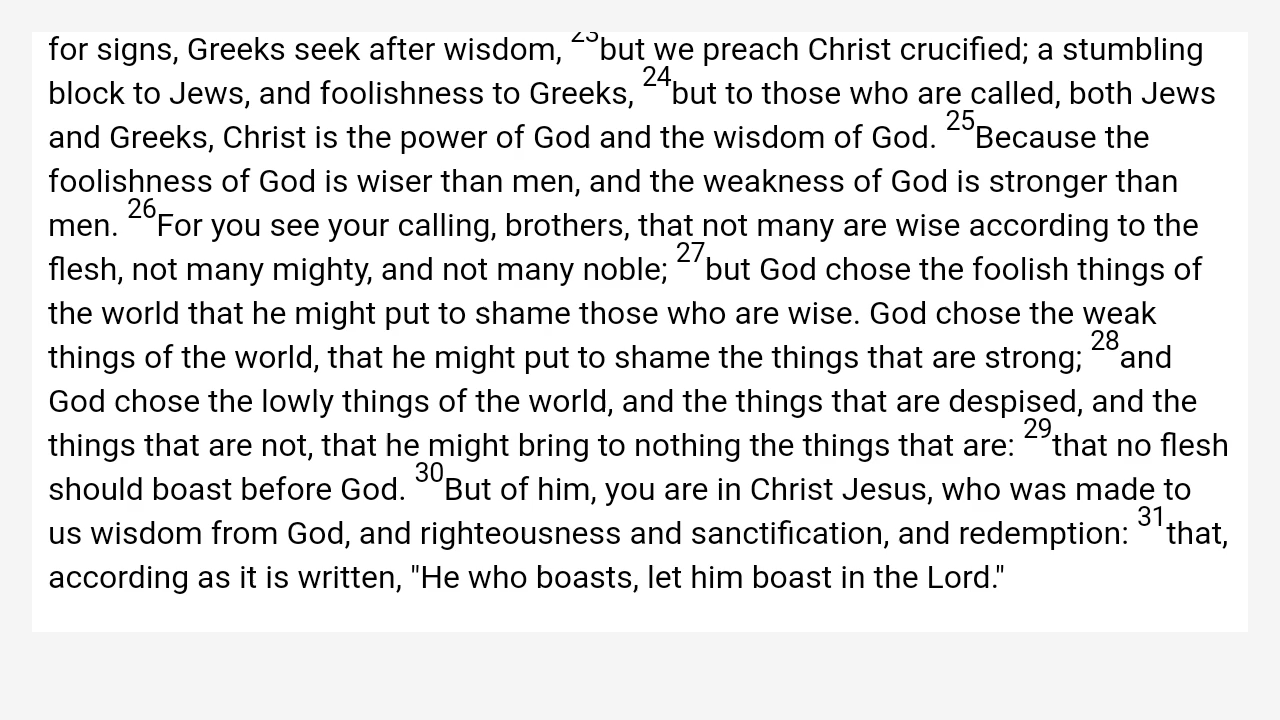 for signs, Greeks seek after wisdom, 23but we preach Christ crucified; a stumbling
block to Jews, and foolishness to Greeks, 24but to those who are called, both Jews
and Greeks, Christ is the power of God and the wisdom of God. 25Because the
foolishness of God is wiser than men, and the weakness of God is stronger than
men. 26For you see your calling, brothers, that not many are wise according to the
flesh, not many mighty, and not many noble; 27but God chose the foolish things of
the world that he might put to shame those who are wise. God chose the weak
things of the world, that he might put to shame the things that are strong; 28and
God chose the lowly things of the world, and the things that are despised, and the
things that are not, that he might bring to nothing the things that are: 29that no flesh
should boast before God. 30But of him, you are in Christ Jesus, who was made to
us wisdom from God, and righteousness and sanctification, and redemption: 31that,
according as it is written, "He who boasts, let him boast in the Lord."